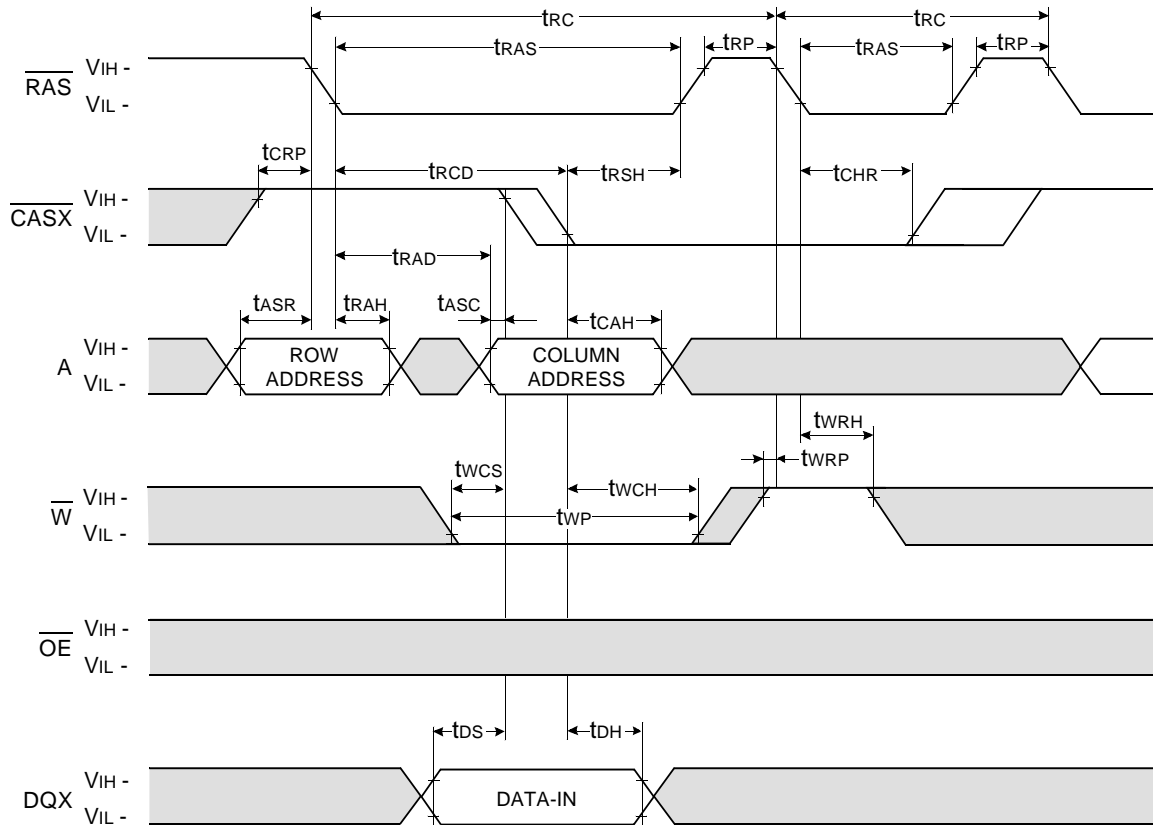 tRC tRC
tRAS tRP tRAS tRP
RAS VIH -
VIL -
tCRP tRCD tRSH tCHR
CASX VIH -
VIL -
tRAD
tASR tRAH tASC tCAH
A VIH -
VIL -
ROW
ADDRESS
COLUMN
ADDRESS
tWRH
tWRP
tWCS tWCH
tWP
W VIH -
VIL -
OE VIH -
VIL -
tDS tDH
DQX VIH -
VIL -
DATA-IN